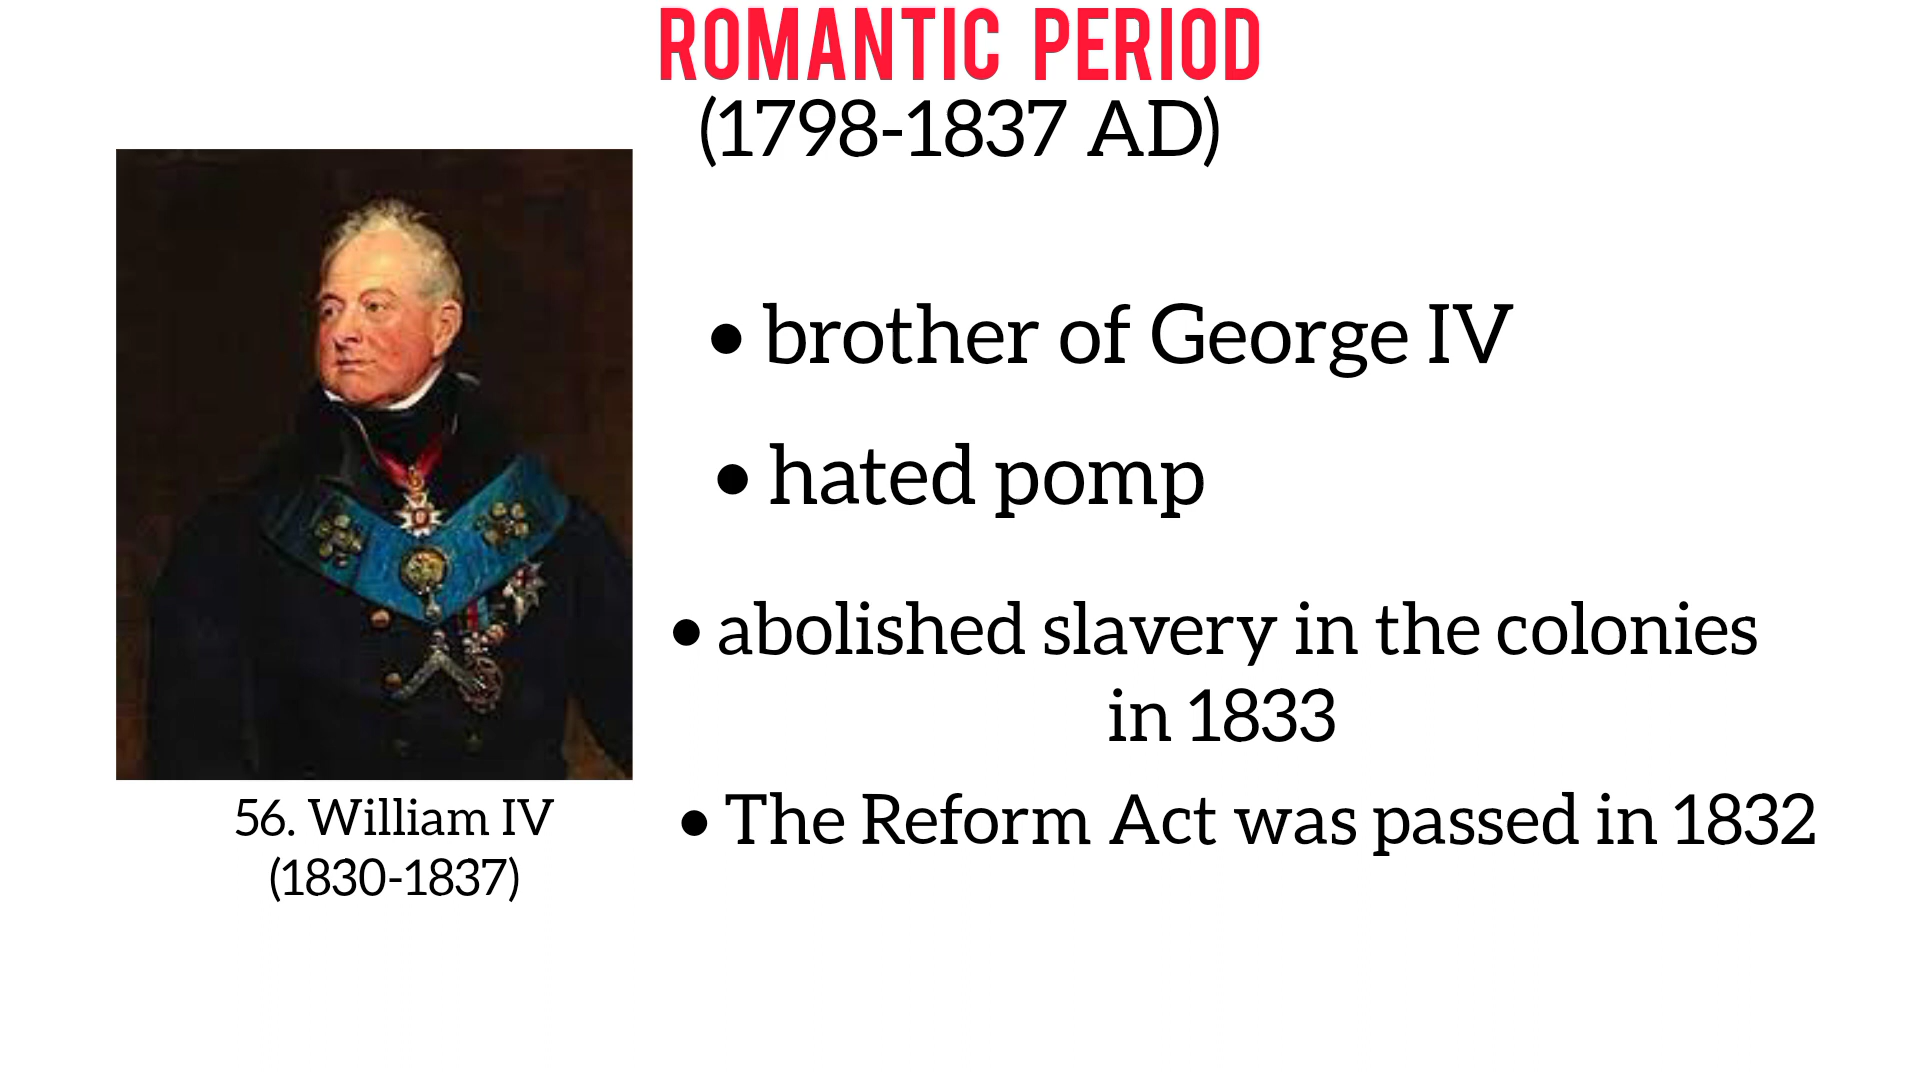 ROMANTIC PERIOD
(1798-1837 AD)
• brother of George IV
• hated pomp
• abolished slavery in the colonies
in 1833
• The Reform Act was passed in 1832
56. William IV
(1830-1837)